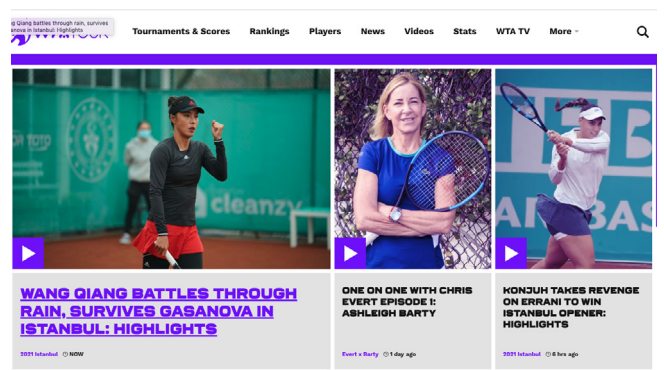 g Qiang battles through rain, survives
anova in Istanbul: Highlights
Tournaments & Scores Rankings Players News Videos Stats WTA TV More
cleanzy
WANG QIANG BATTLES THROUGH
RAIN, SURVIVES GASANOVA IN
ISTANBUL: HIGHLIGHTS
2021 Istanbul NOW
ONE ON ONE WITH CHRIS
EVERT EPISODE 1:
ASHLEIGH BARTY
Evert x Barty 1 day ago
KONJUH TAKES REVENGE
ON ERRANI TO WIN
ISTANBUL OPENER:
HIGHLIGHTS
2021 Istanbul 6 hrs ago